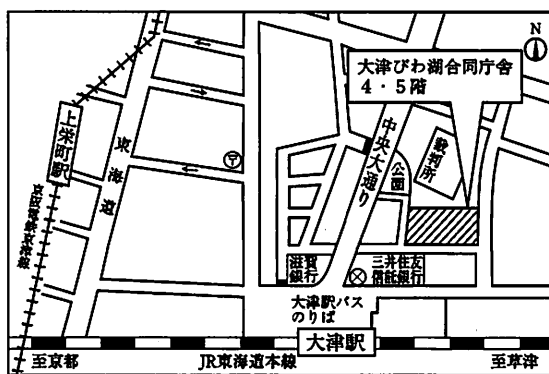 N
大津びわ湖合同庁舎
4・5階
上栄町駅
東海道
中央大通り
公園
裁判所
京阪電鉄京津線
滋賀
銀行
三井住友
信託銀行
大津駅バス
のりば
大津駅
至京都
JR東海道本線
至草津